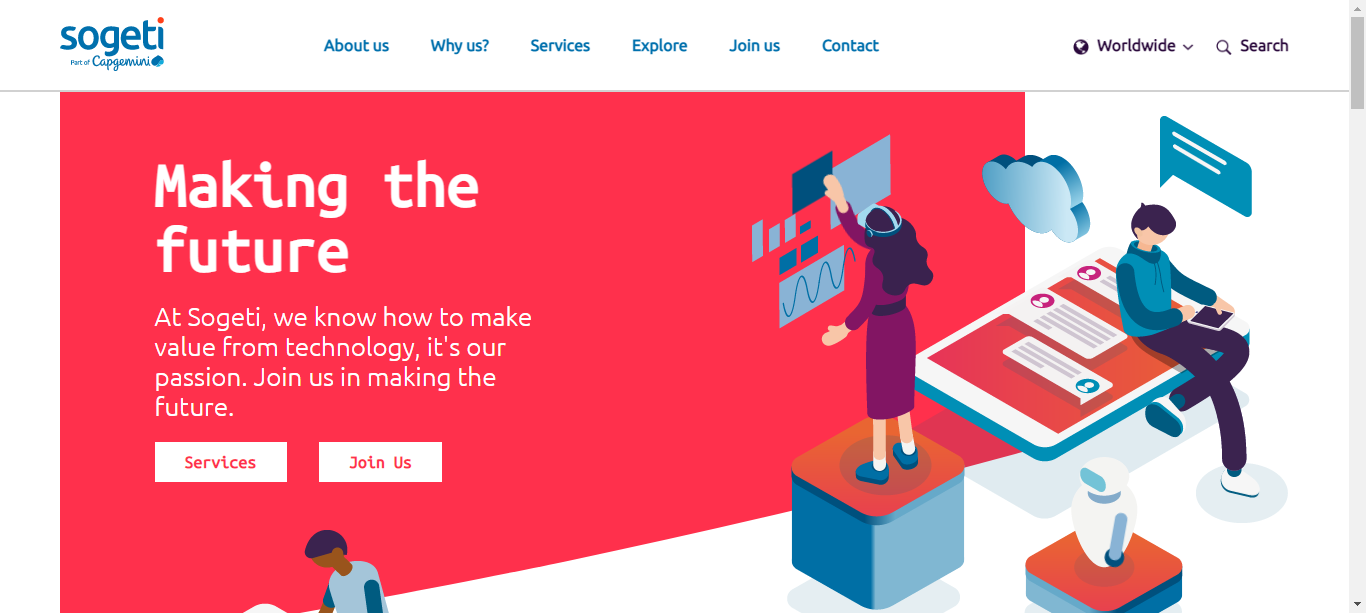 sogeti
Part of Capgemini
About us
Why us?
Services
Explore
Join us
Contact
Worldwide
Search
Making the
future
At Sogeti, we know how to make
value from technology, it's our
passion. Join us in making the
future.
Services
Join Us